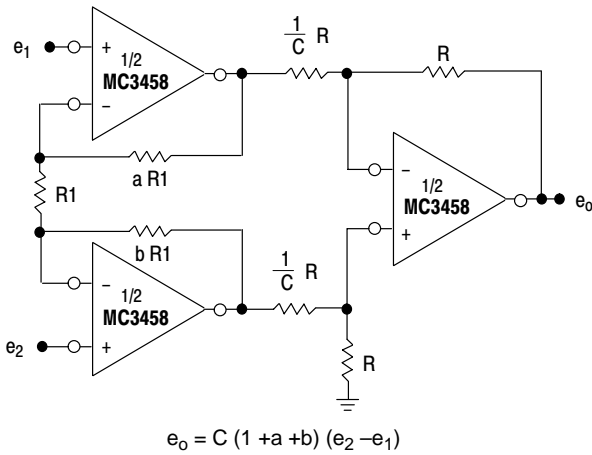 e1
+
1/2
MC3458
−
a R1
R1
b R1
−
1/2
MC3458
+
e2
1/C R
R
−
1/2
MC3458
+
eo
1/C R
R
eo = C (1 +a +b) (e2 –e1)